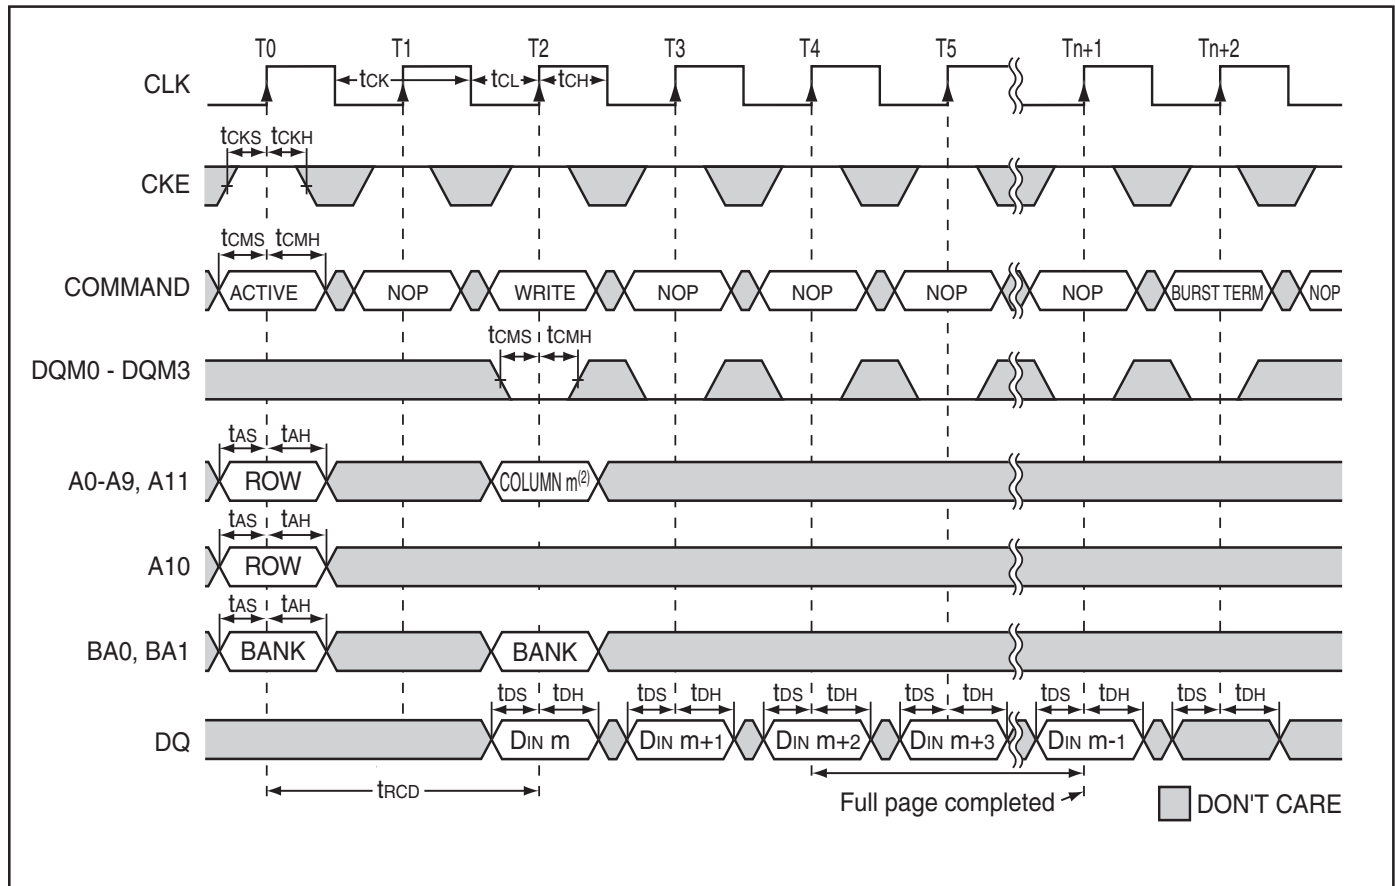 T0 T1 T2 T3 T4 T5 Tn+1 Tn+2
CLK
tCK tCL tCH
tCKS tCKH
CKE
tCMS tCMH
COMMAND ACTIVE NOP WRITE NOP NOP NOP NOP BURST TERM NOP
tCMS tCMH
DQM0 - DQM3
tAS tAH
A0-A9, A11 ROW COLUMN m(2)
tAS tAH
A10 ROW
tAS tAH
BA0, BA1 BANK BANK
tDS tDH tDS tDH tDS tDH tDS tDH tDS tDH tDS tDH
DQ DIN m DIN m+1 DIN m+2 DIN m+3 DIN m-1
tRCD
Full page completed
DON'T CARE